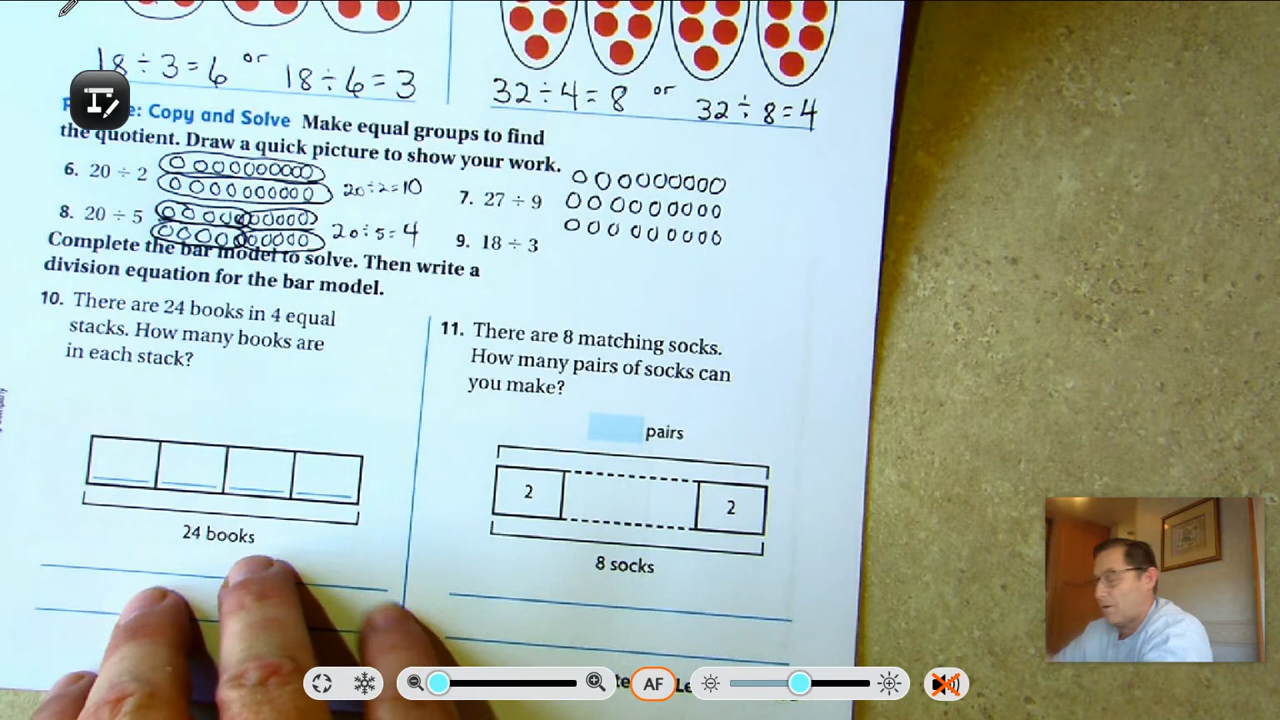 18 ÷ 3 = 6 or 18 ÷ 6 = 3
32 ÷ 4 = 8 or 32 ÷ 8 = 4
e: Copy and Solve Make equal groups to find
the quotient. Draw a quick picture to show your work.
6. 20 ÷ 2 20÷2=10
7. 27 ÷ 9
8. 20 ÷ 5 20÷5=4
9. 18 ÷ 3
Complete the bar model to solve. Then write a
division equation for the bar model.
10. There are 24 books in 4 equal
stacks. How many books are
in each stack?
24 books
11. There are 8 matching socks.
How many pairs of socks can
you make?
pairs
2 2
8 socks
AF